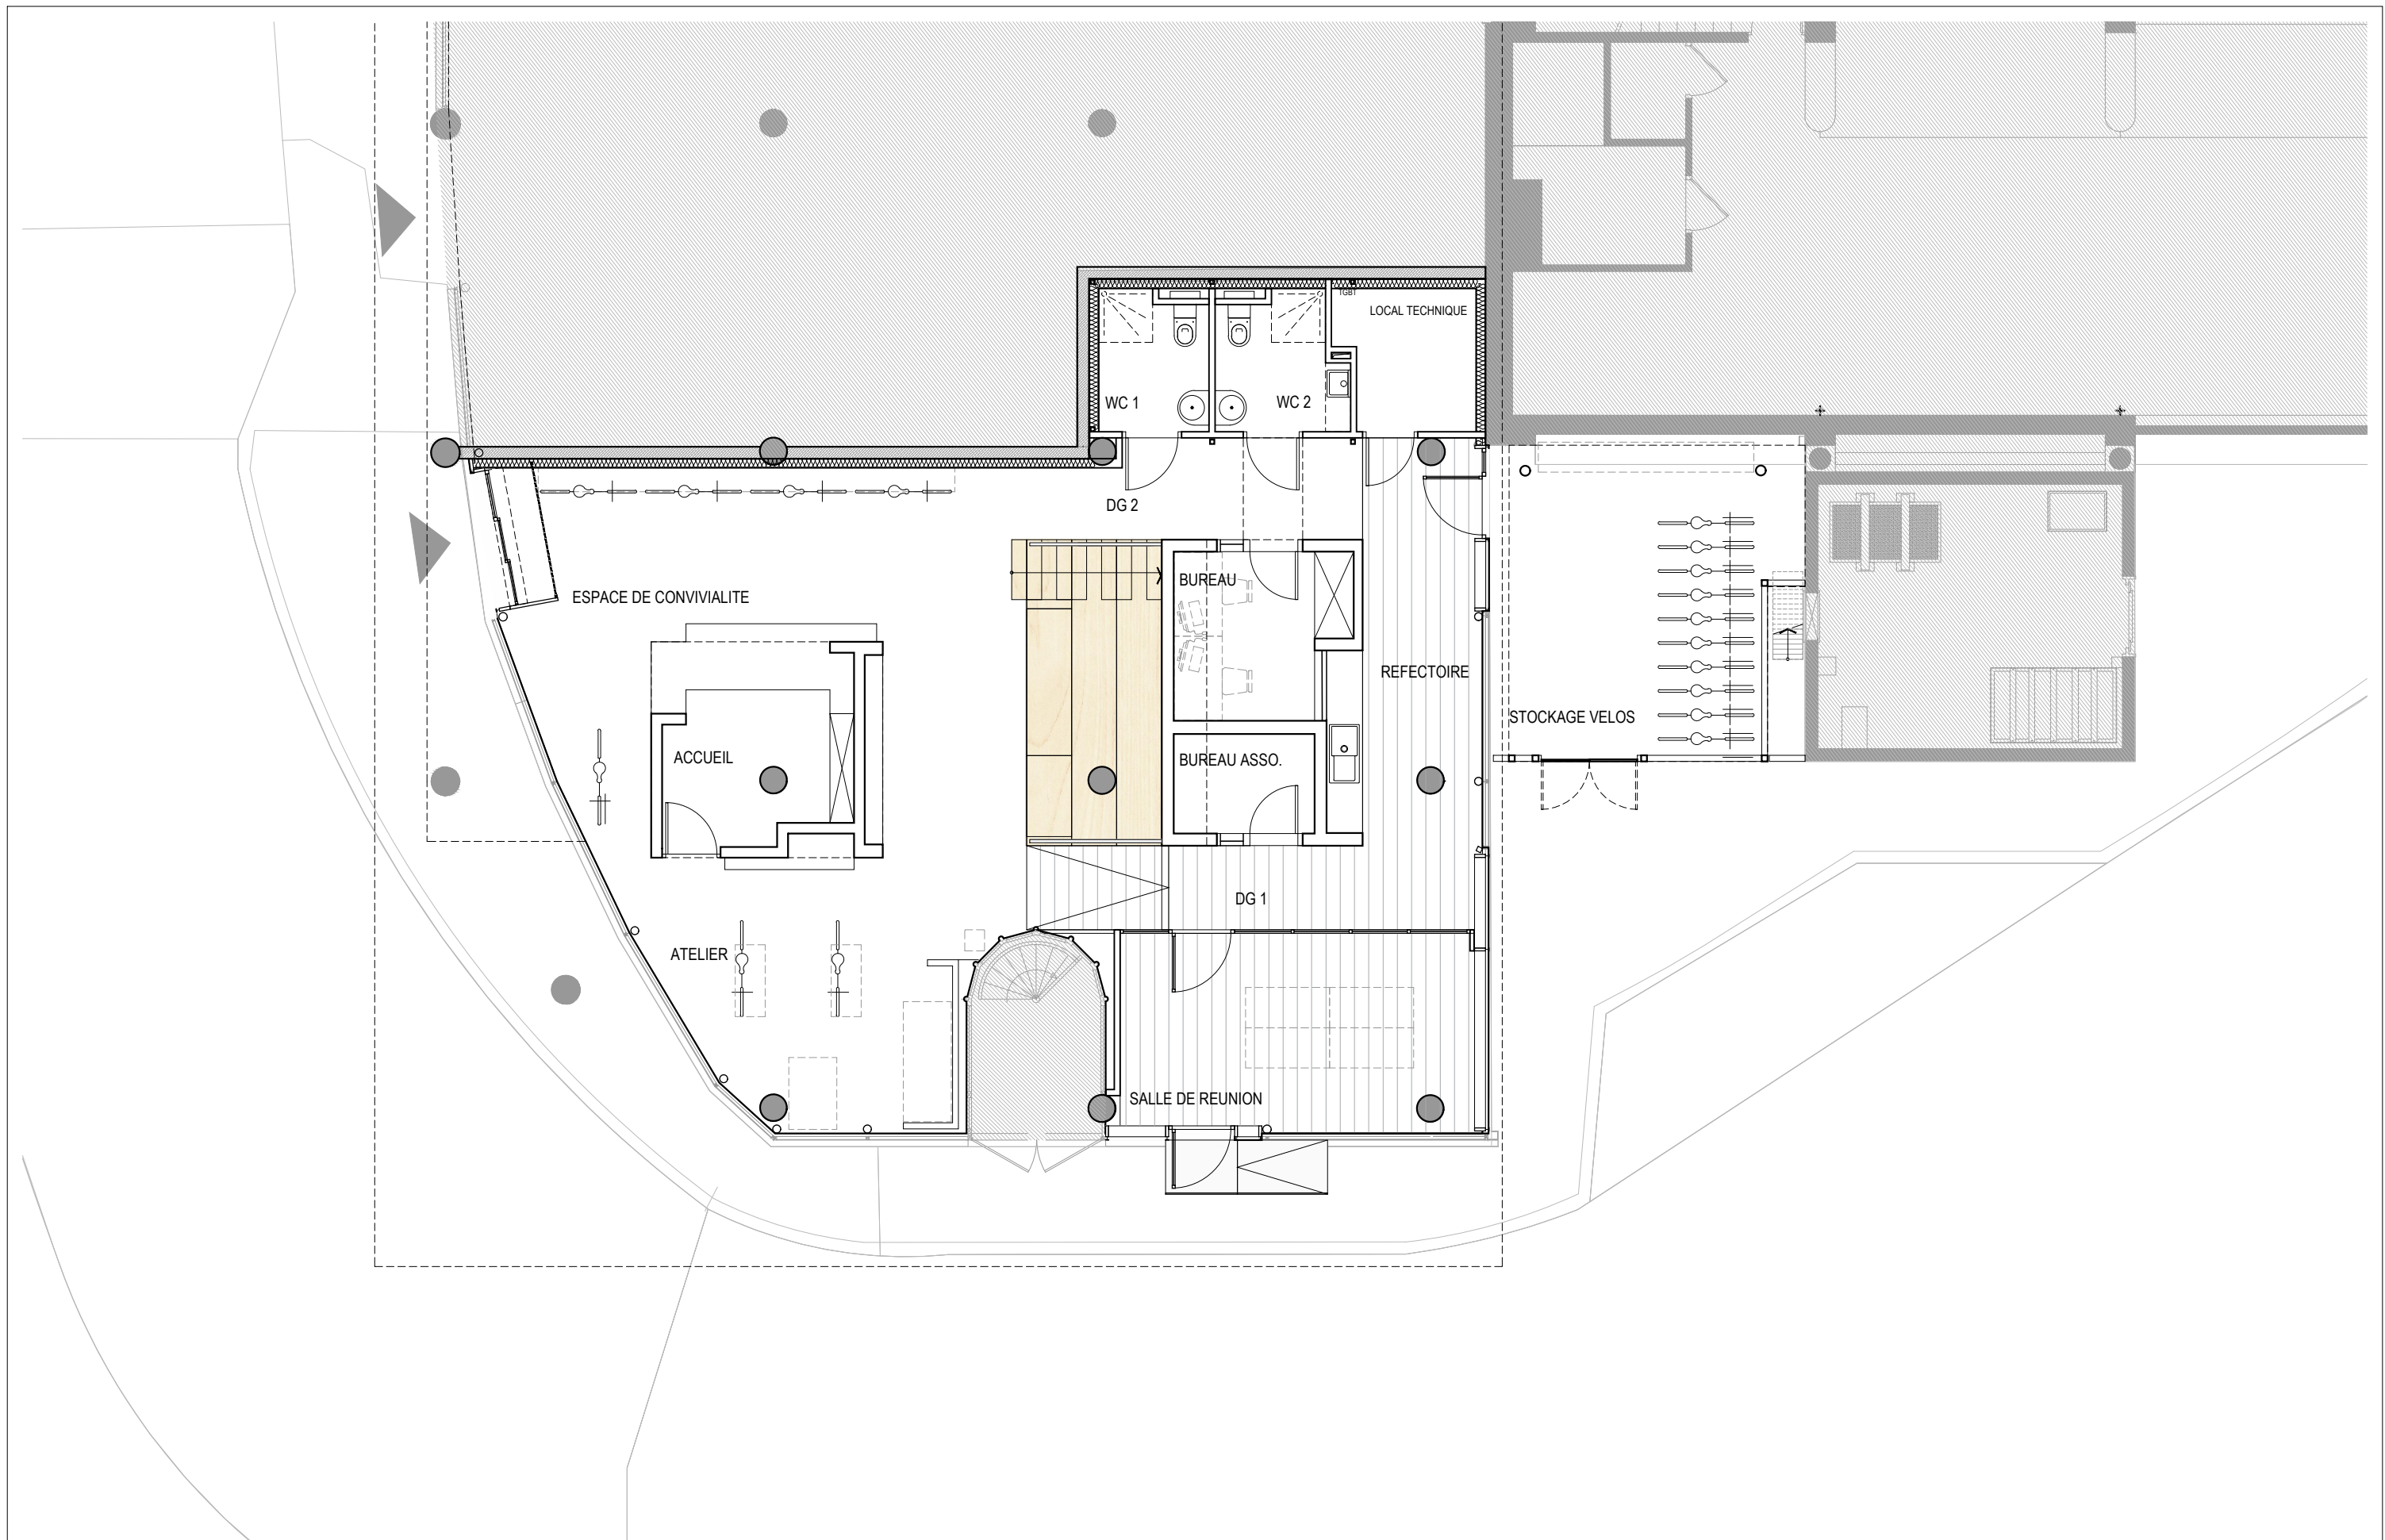 TGBT
LOCAL TECHNIQUE
WC 1
WC 2
DG 2
BUREAU
ESPACE DE CONVIVIALITE
REFECTOIRE
STOCKAGE VELOS
ACCUEIL
BUREAU ASSO.
DG 1
ATELIER
SALLE DE REUNION